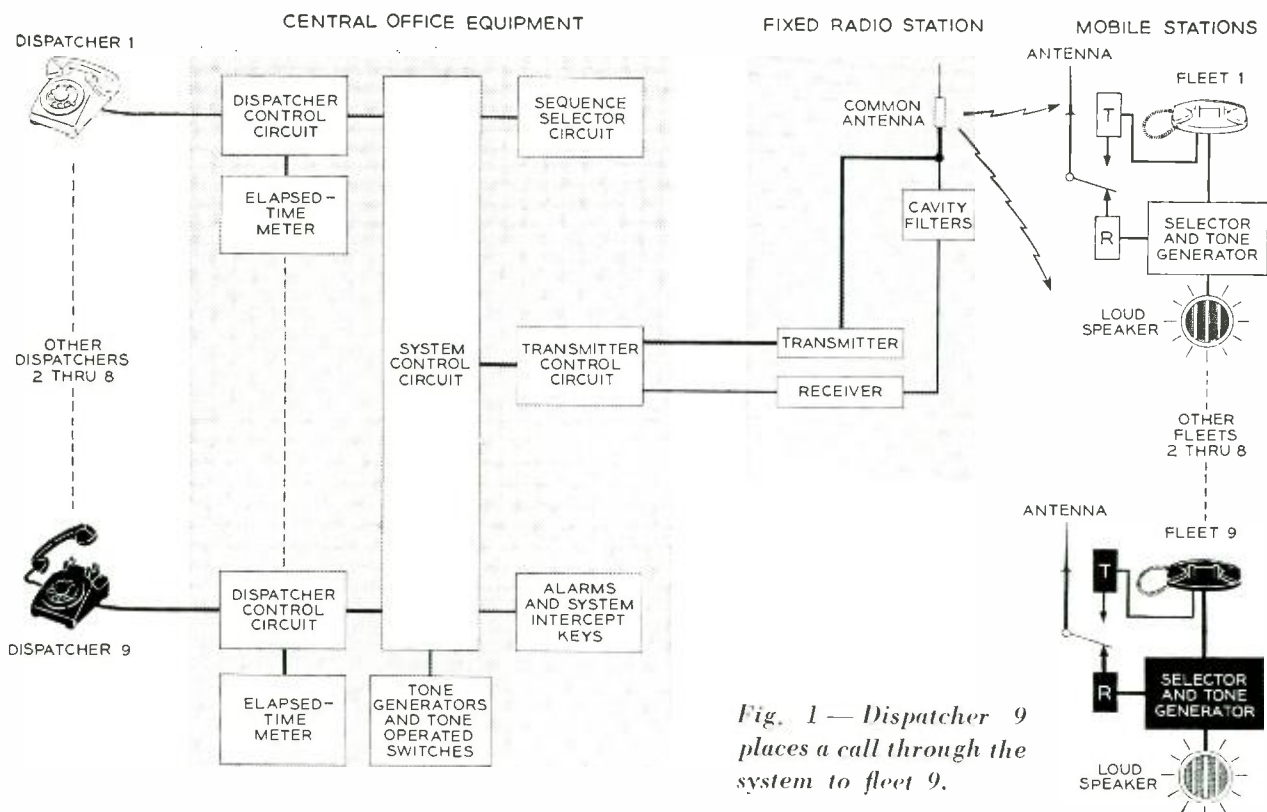 CENTRAL OFFICE EQUIPMENT
FIXED RADIO STATION
MOBILE STATIONS
DISPATCHER 1
DISPATCHER
CONTROL
CIRCUIT
ELAPSED-
TIME
METER
SEQUENCE
SELECTOR
CIRCUIT
COMMON
ANTENNA
CAVITY
FILTERS
ANTENNA
FLEET 1
T
R
SELECTOR
AND TONE
GENERATOR
LOUD
SPEAKER
OTHER
DISPATCHERS
2 THRU 8
SYSTEM
CONTROL
CIRCUIT
TRANSMITTER
CONTROL
CIRCUIT
TRANSMITTER
RECEIVER
OTHER
FLEETS
2 THRU 8
DISPATCHER 9
DISPATCHER
CONTROL
CIRCUIT
ELAPSED-
TIME
METER
TONE
GENERATORS
AND TONE
OPERATED
SWITCHES
ALARMS
AND SYSTEM
INTERCEPT
KEYS
ANTENNA
FLEET 9
T
R
SELECTOR
AND TONE
GENERATOR
LOUD
SPEAKER
Fig. 1 — Dispatcher 9
places a call through the
system to fleet 9.